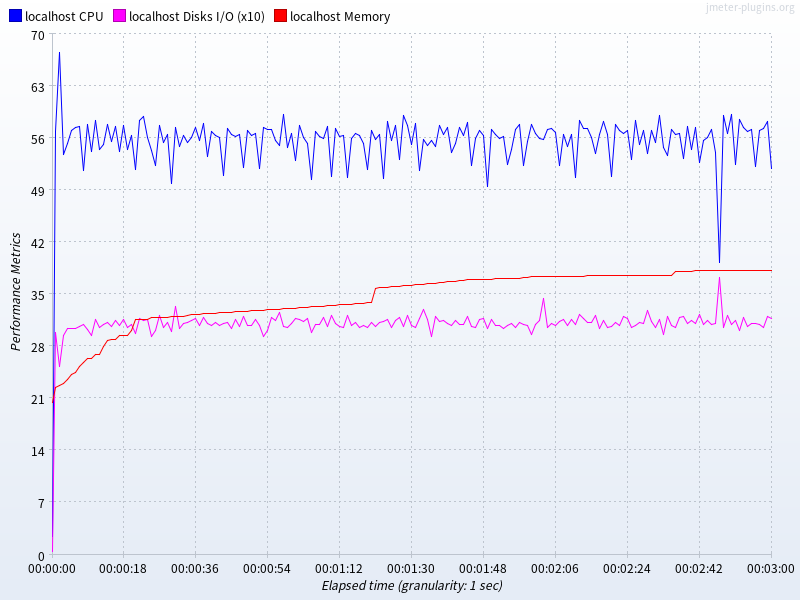 jmeter-plugins.org
localhost CPU localhost Disks I/O (x10) localhost Memory
70
63
56
49
42
35
28
21
14
7
0
Performance Metrics
00:00:00 00:00:18 00:00:36 00:00:54 00:01:12 00:01:30 00:01:48 00:02:06 00:02:24 00:02:42 00:03:00
Elapsed time (granularity: 1 sec)